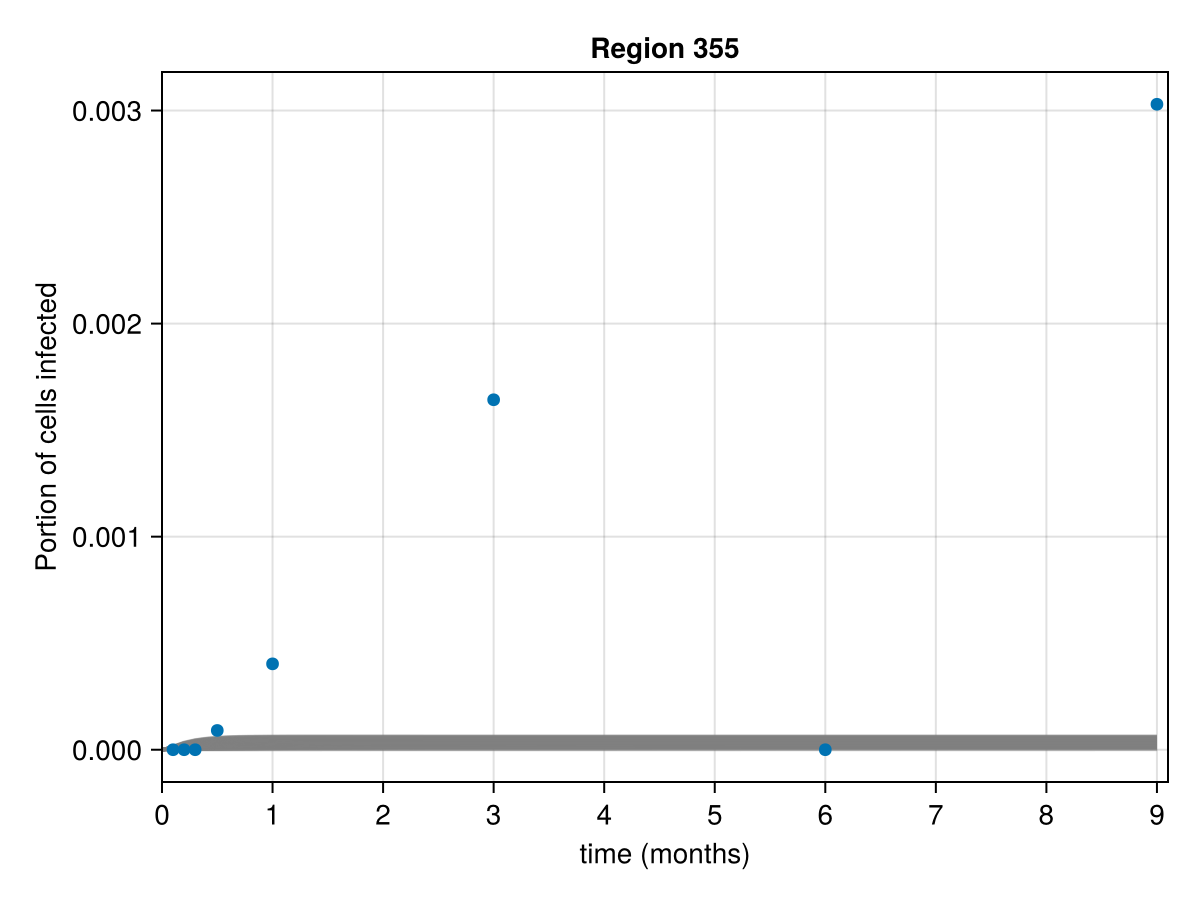 Region 355
Portion of cells infected
0.003
0.002
0.001
0.000
0 1 2 3 4 5 6 7 8 9
time (months)